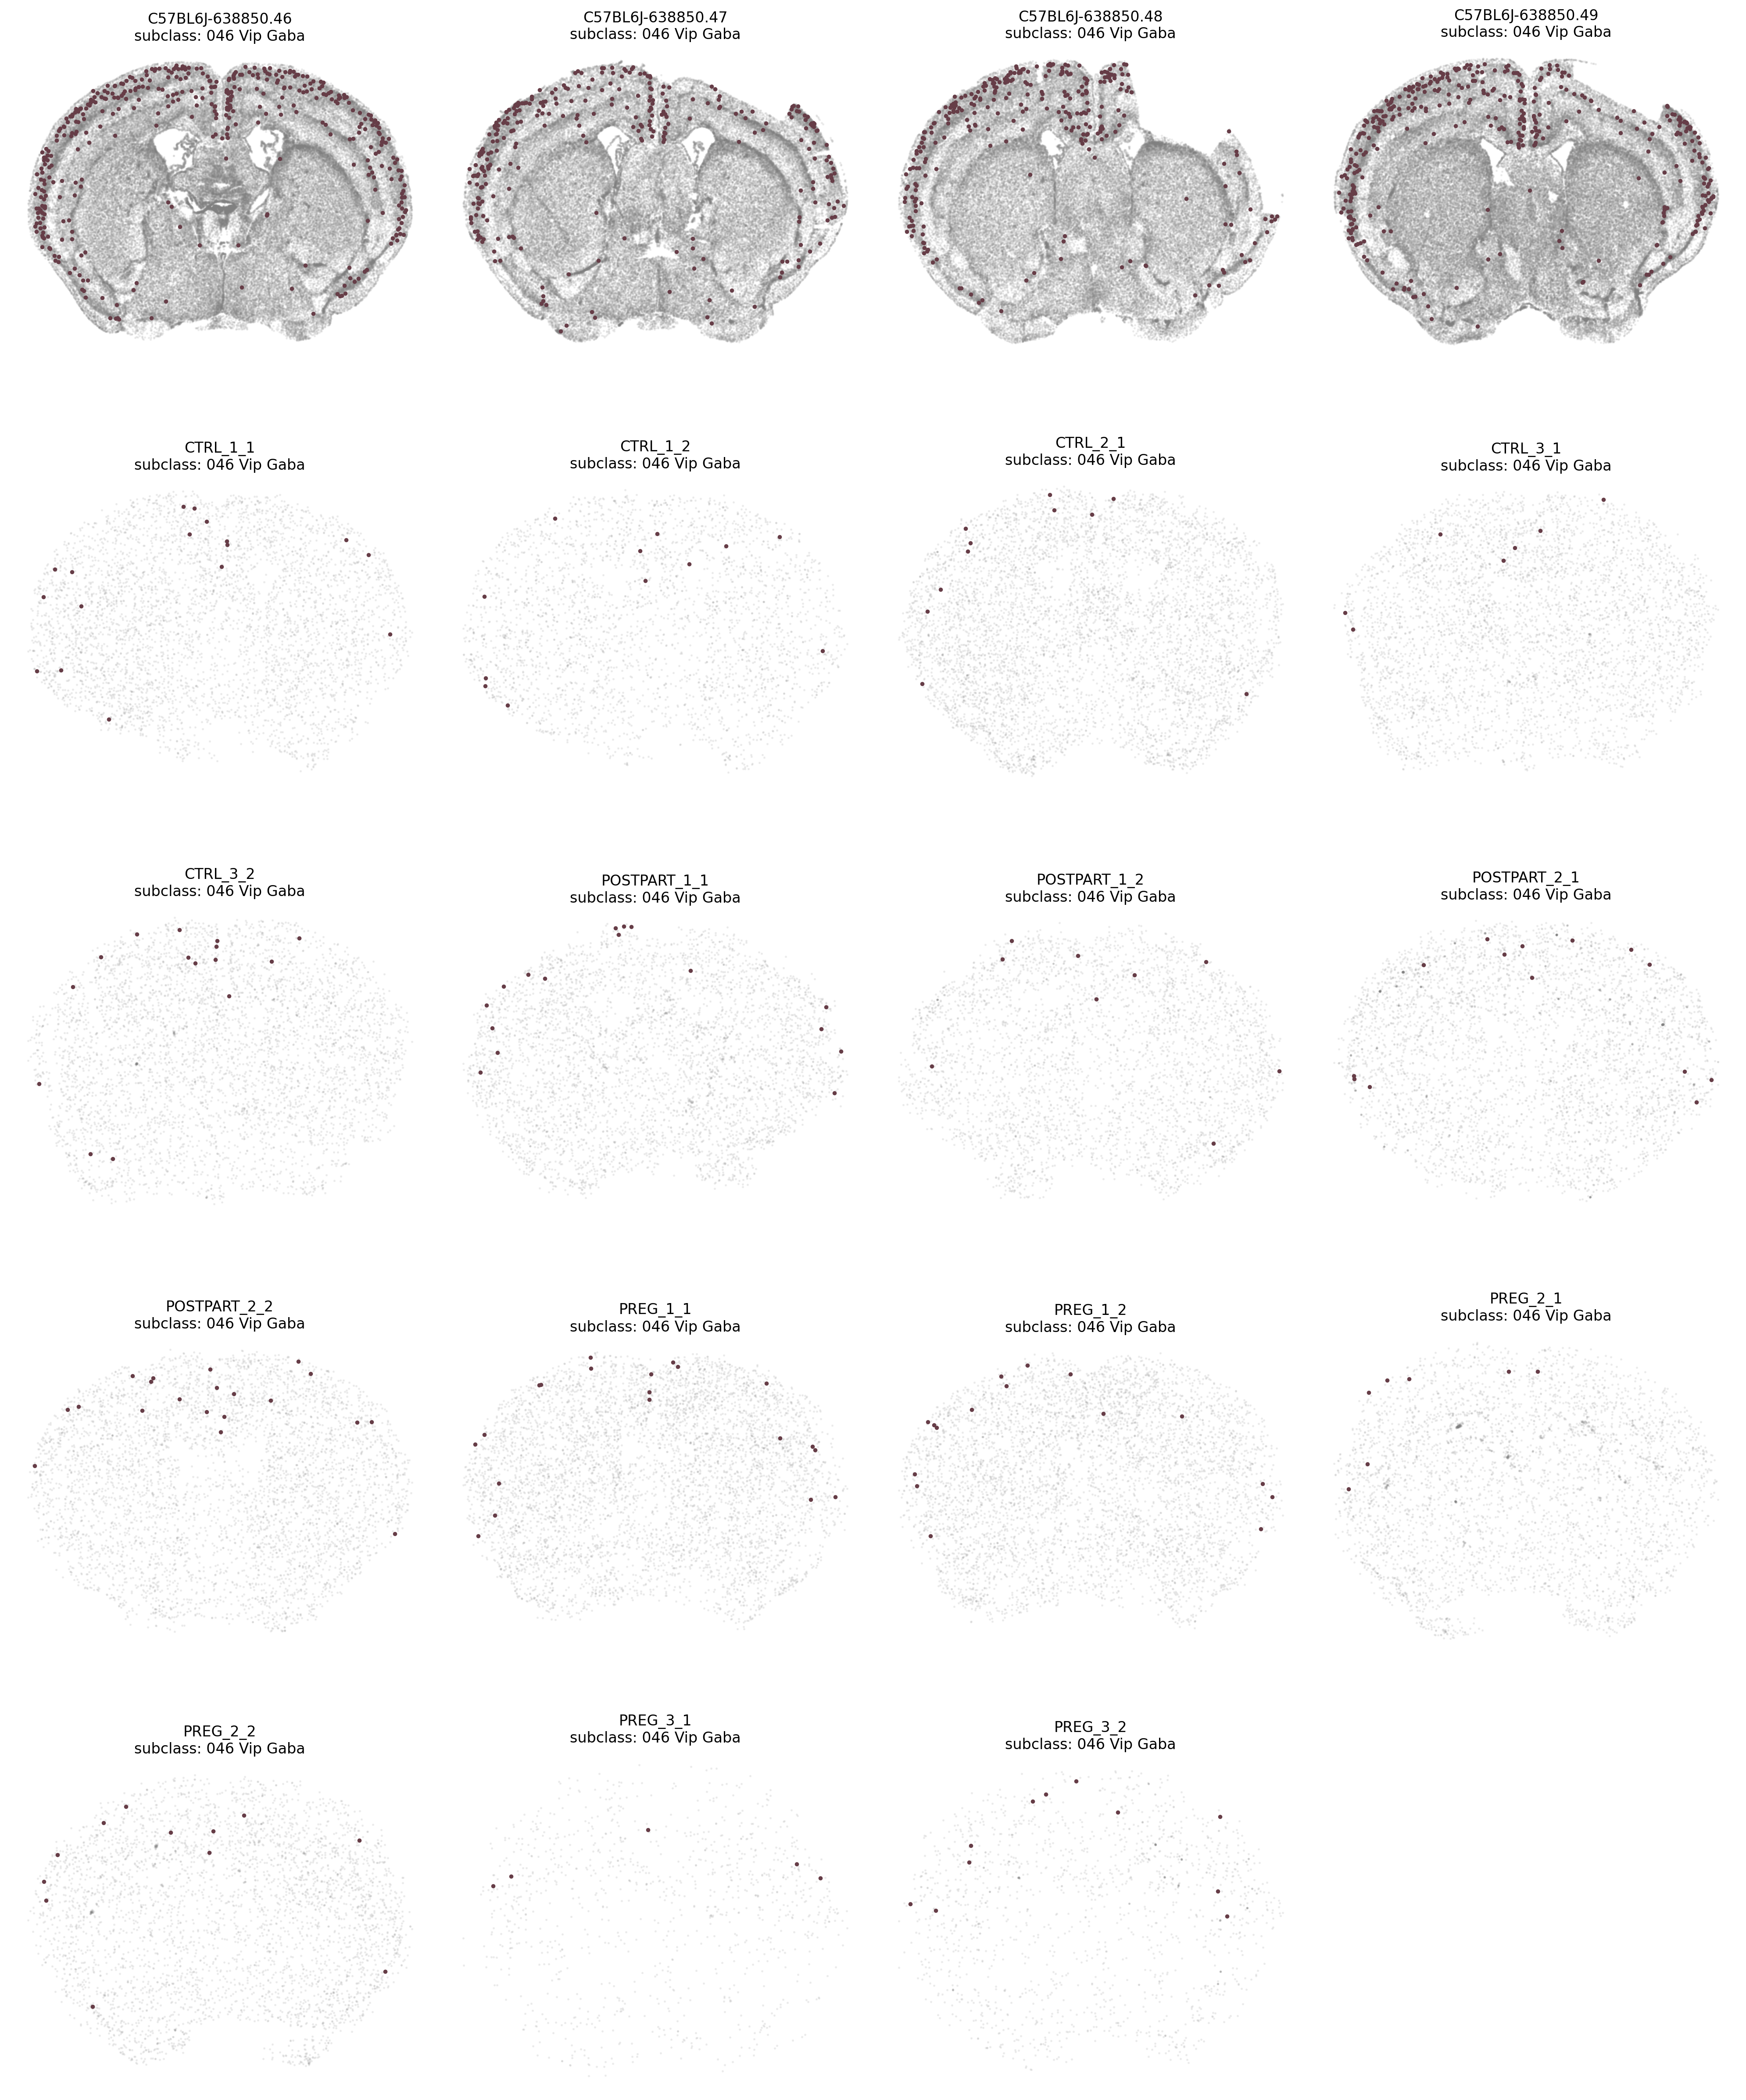 C57BL6J-638850.46
subclass: 046 Vip Gaba
C57BL6J-638850.47
subclass: 046 Vip Gaba
C57BL6J-638850.48
subclass: 046 Vip Gaba
C57BL6J-638850.49
subclass: 046 Vip Gaba
CTRL_1_1
subclass: 046 Vip Gaba
CTRL_1_2
subclass: 046 Vip Gaba
CTRL_2_1
subclass: 046 Vip Gaba
CTRL_3_1
subclass: 046 Vip Gaba
CTRL_3_2
subclass: 046 Vip Gaba
POSTPART_1_1
subclass: 046 Vip Gaba
POSTPART_1_2
subclass: 046 Vip Gaba
POSTPART_2_1
subclass: 046 Vip Gaba
POSTPART_2_2
subclass: 046 Vip Gaba
PREG_1_1
subclass: 046 Vip Gaba
PREG_1_2
subclass: 046 Vip Gaba
PREG_2_1
subclass: 046 Vip Gaba
PREG_2_2
subclass: 046 Vip Gaba
PREG_3_1
subclass: 046 Vip Gaba
PREG_3_2
subclass: 046 Vip Gaba